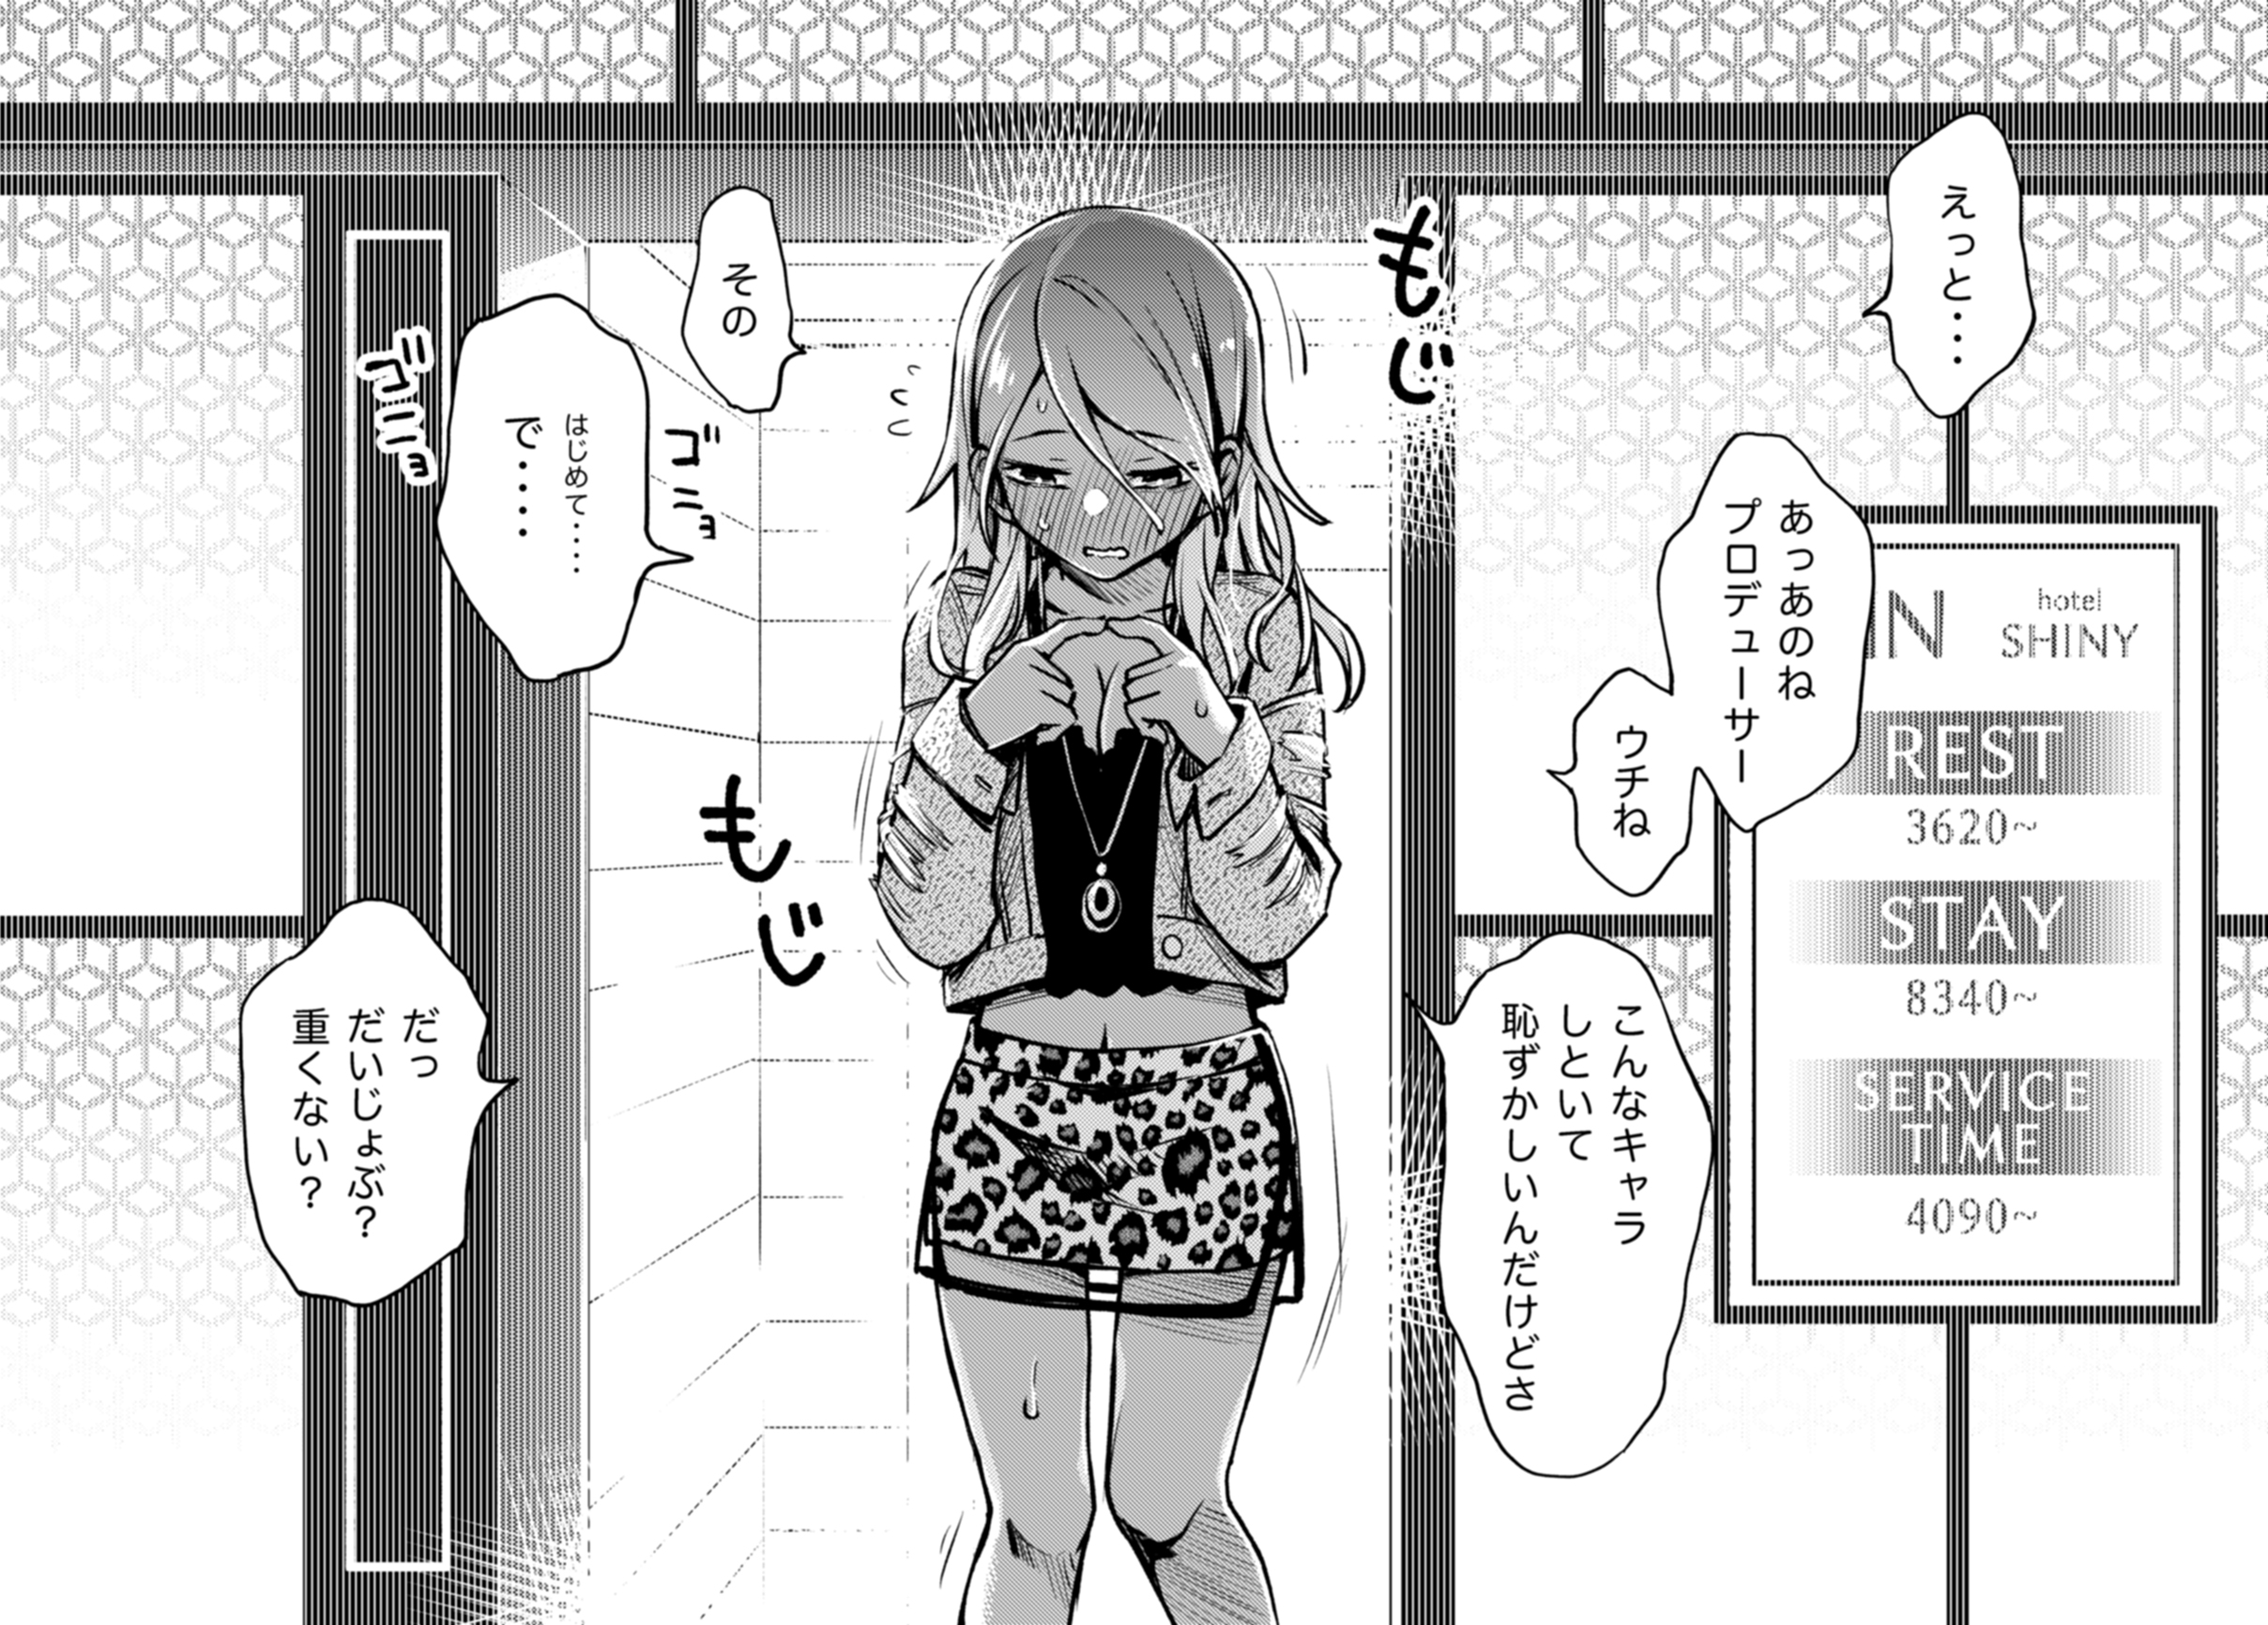 えっと・・・
あっあのね
プロデューサー
ウチね
こんなキャラ
しといて
恥ずかしいんだけどさ
もじ
その
ゴニョ
はじめて・・・・
で・・・・
ゴニョ
もじ
だっ
だいじょぶ？
重くない？
IN
hotel
SHINY
REST
3620~
STAY
8340~
SERVICE
TIME
4090~